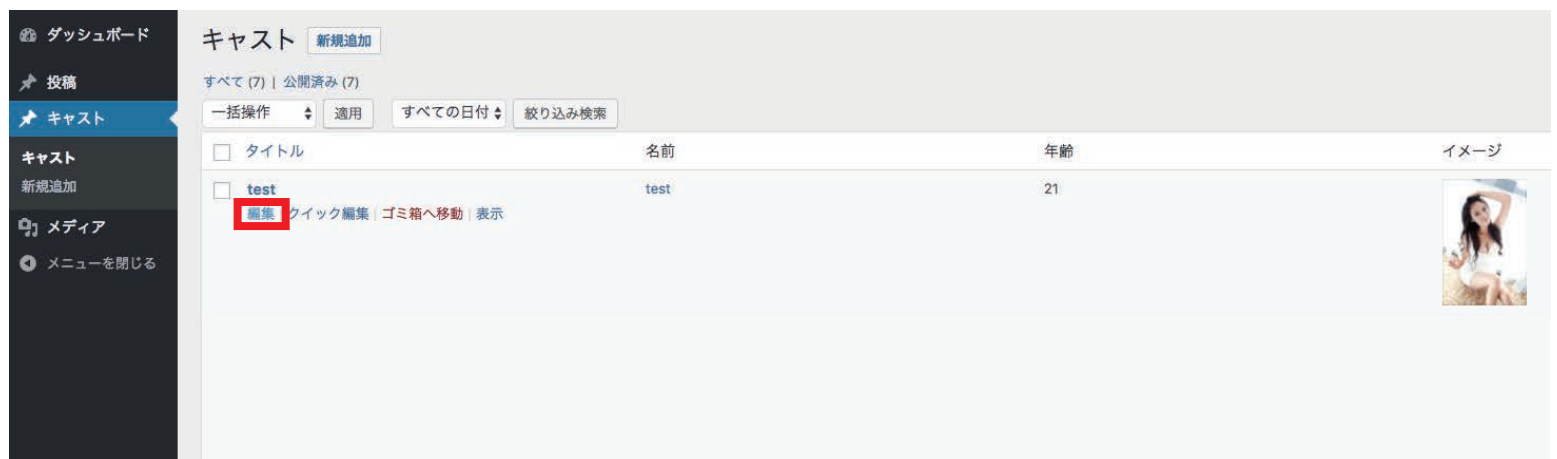 ダッシュボード
投稿
キャスト
キャスト
新規追加
メディア
メニューを閉じる
キャスト 新規追加
すべて (7) | 公開済み (7)
一括操作 適用 すべての日付 絞り込み検索
タイトル 名前 年齢 イメージ
test test 21
編集 クイック編集 | ゴミ箱へ移動 | 表示